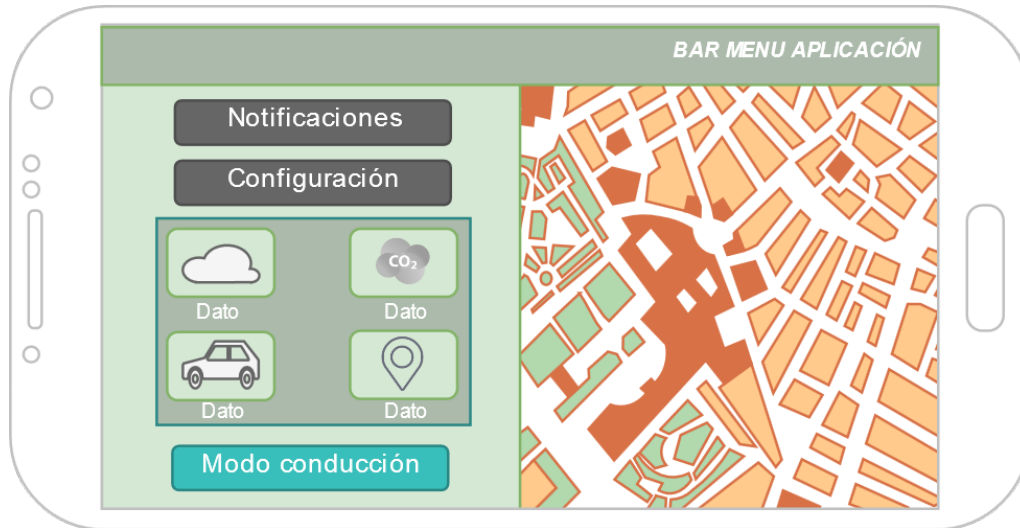 BAR MENU APLICACIÓN
Notificaciones
Configuración
CO₂
Dato
Dato
Dato
Dato
Modo conducción